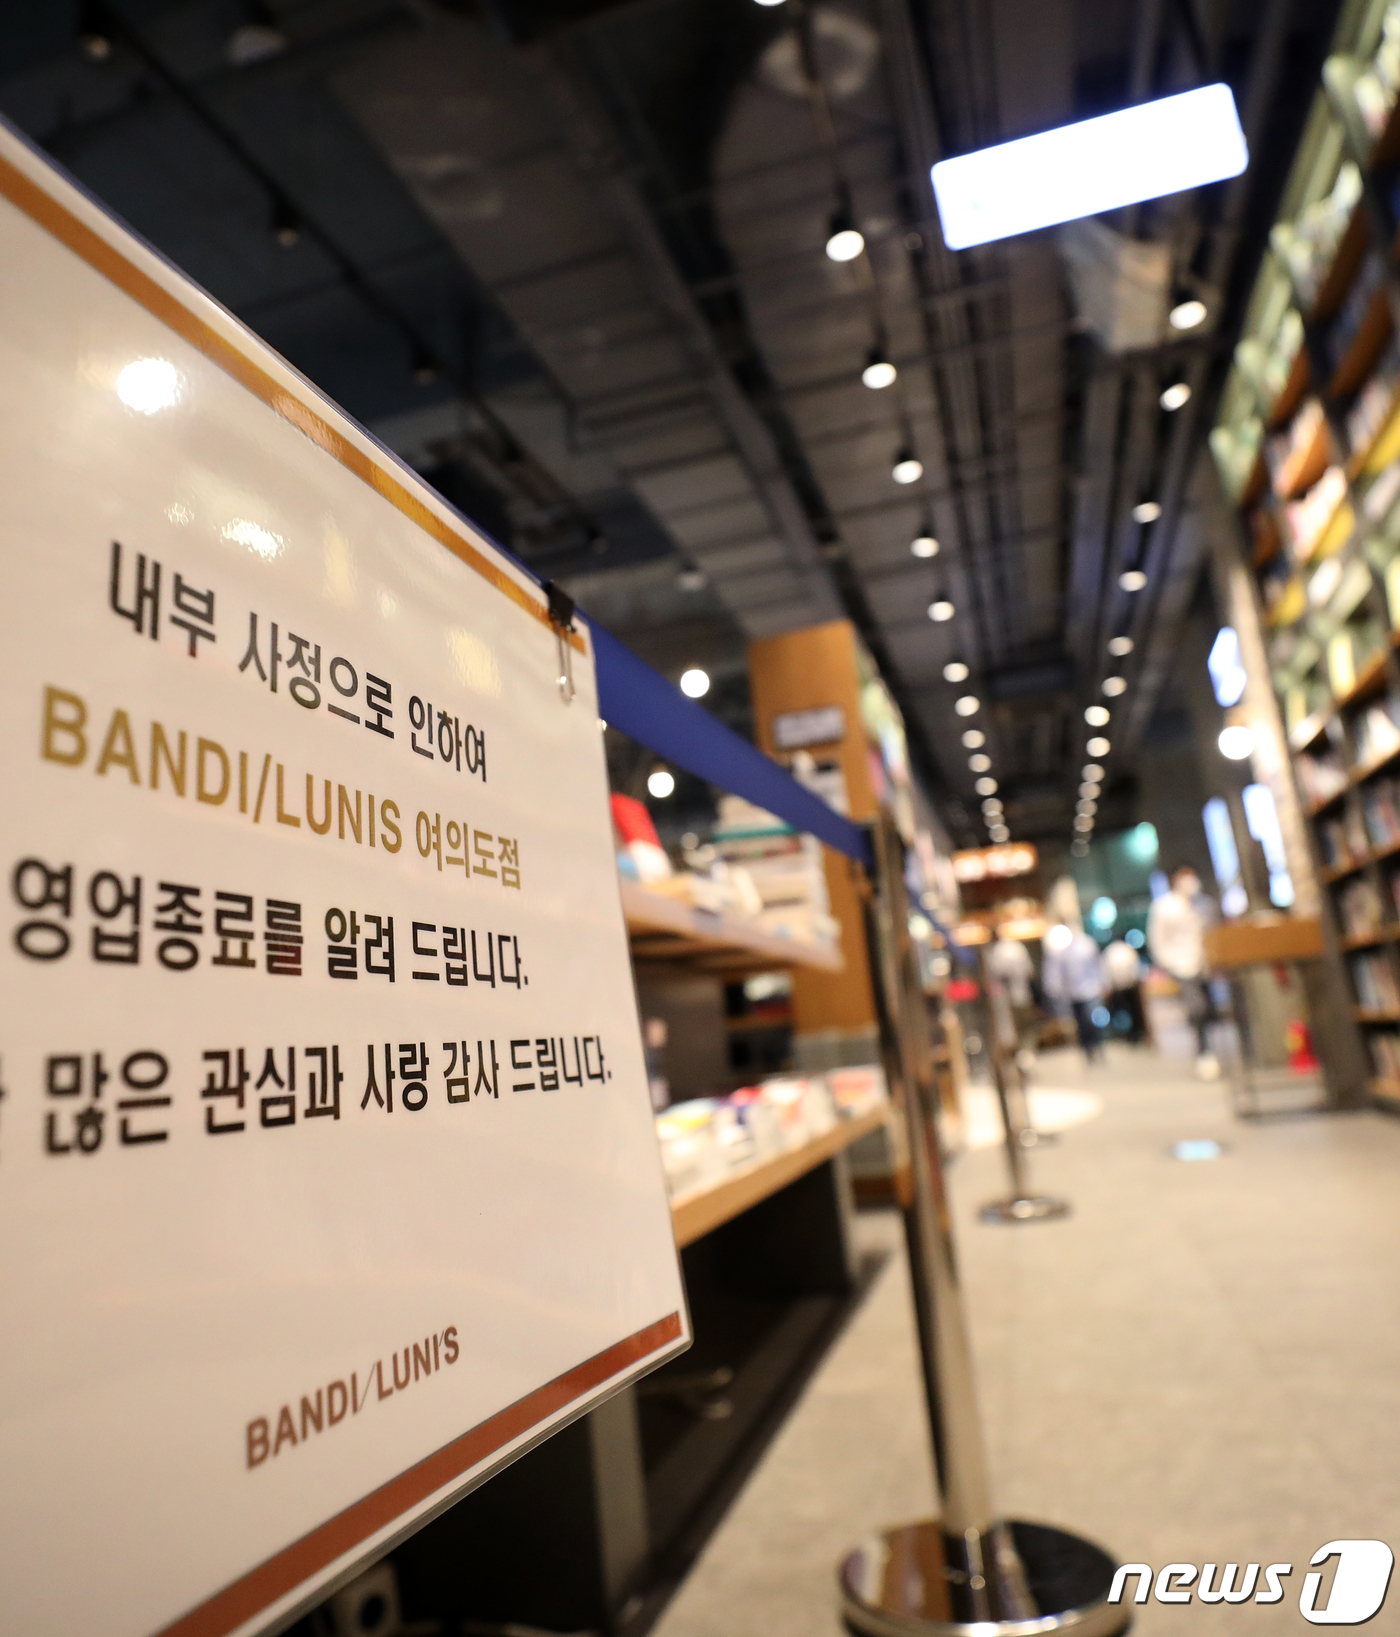 내부 사정으로 인하여
BANDI/LUNIS 여의도점
영업종료를 알려 드립니다.
많은 관심과 사랑 감사 드립니다.
BANDI/LUNI'S
news1